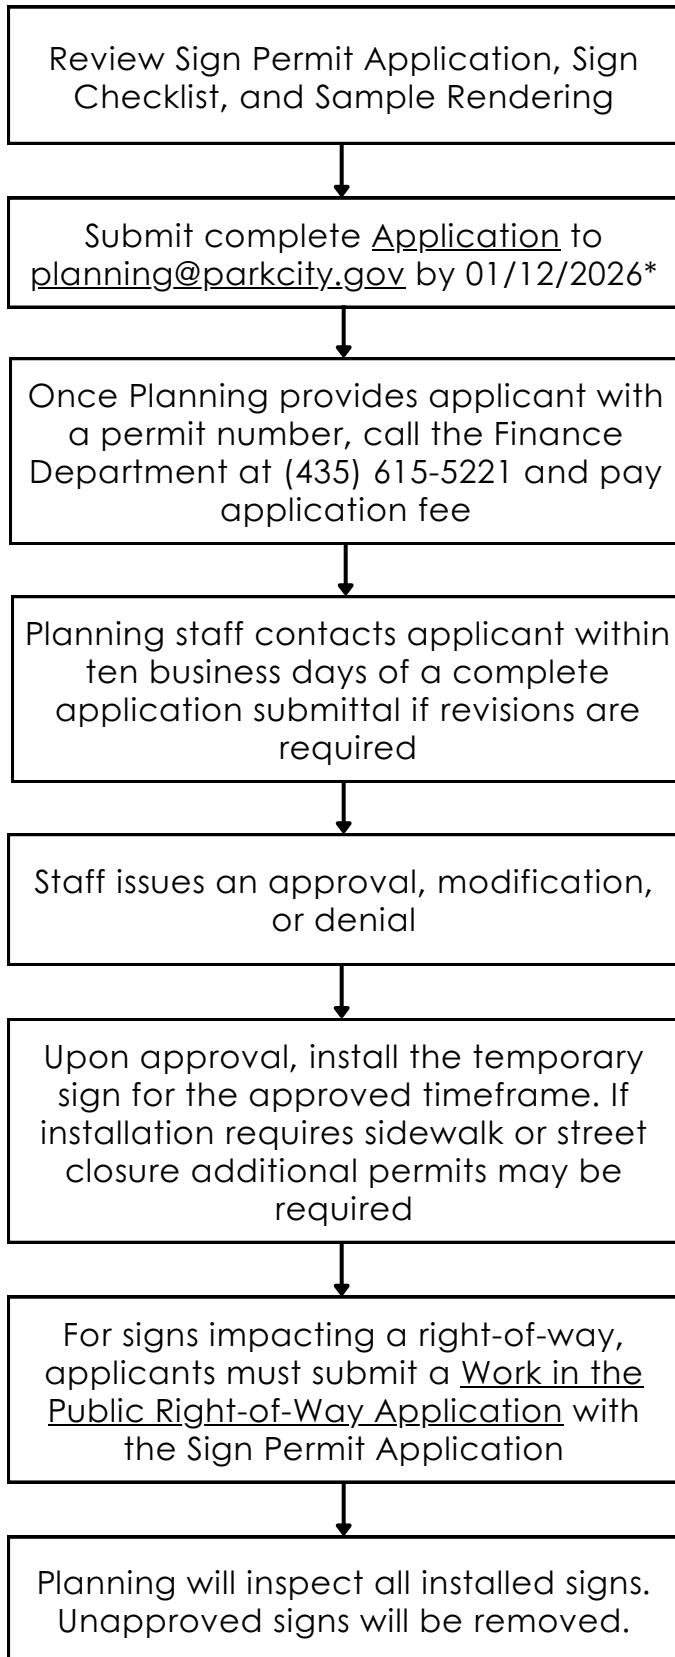 Review Sign Permit Application, Sign
Checklist, and Sample Rendering
Submit complete Application to
planning@parkcity.gov by 01/12/2026*
Once Planning provides applicant with
a permit number, call the Finance
Department at (435) 615-5221 and pay
application fee
Planning staff contacts applicant within
ten business days of a complete
application submittal if revisions are
required
Staff issues an approval, modification,
or denial
Upon approval, install the temporary
sign for the approved timeframe. If
installation requires sidewalk or street
closure additional permits may be
required
For signs impacting a right-of-way,
applicants must submit a Work in the
Public Right-of-Way Application with
the Sign Permit Application
Planning will inspect all installed signs.
Unapproved signs will be removed.